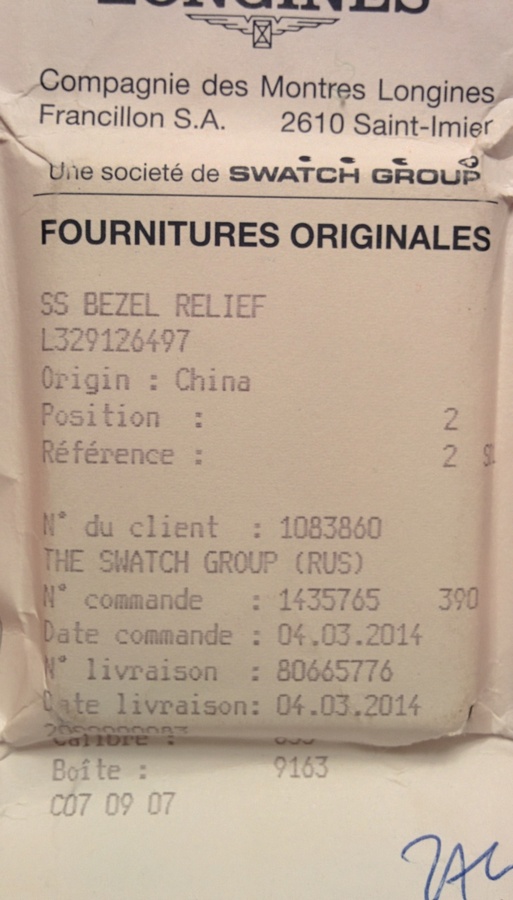 LONGINES
Compagnie des Montres Longines
Francillon S.A. 2610 Saint-Imier
Une societé de SWATCH GROUP
FOURNITURES ORIGINALES
SS BEZEL RELIEF
L329126497
Origin : China
Position : 2
Référence : 2
N° du client : 1083860
THE SWATCH GROUP (RUS)
N° commande : 1435765 390
Date commande : 04.03.2014
N° livraison : 80665776
Date livraison: 04.03.2014
Calibre :
Boîte : 9163
C07 09 07